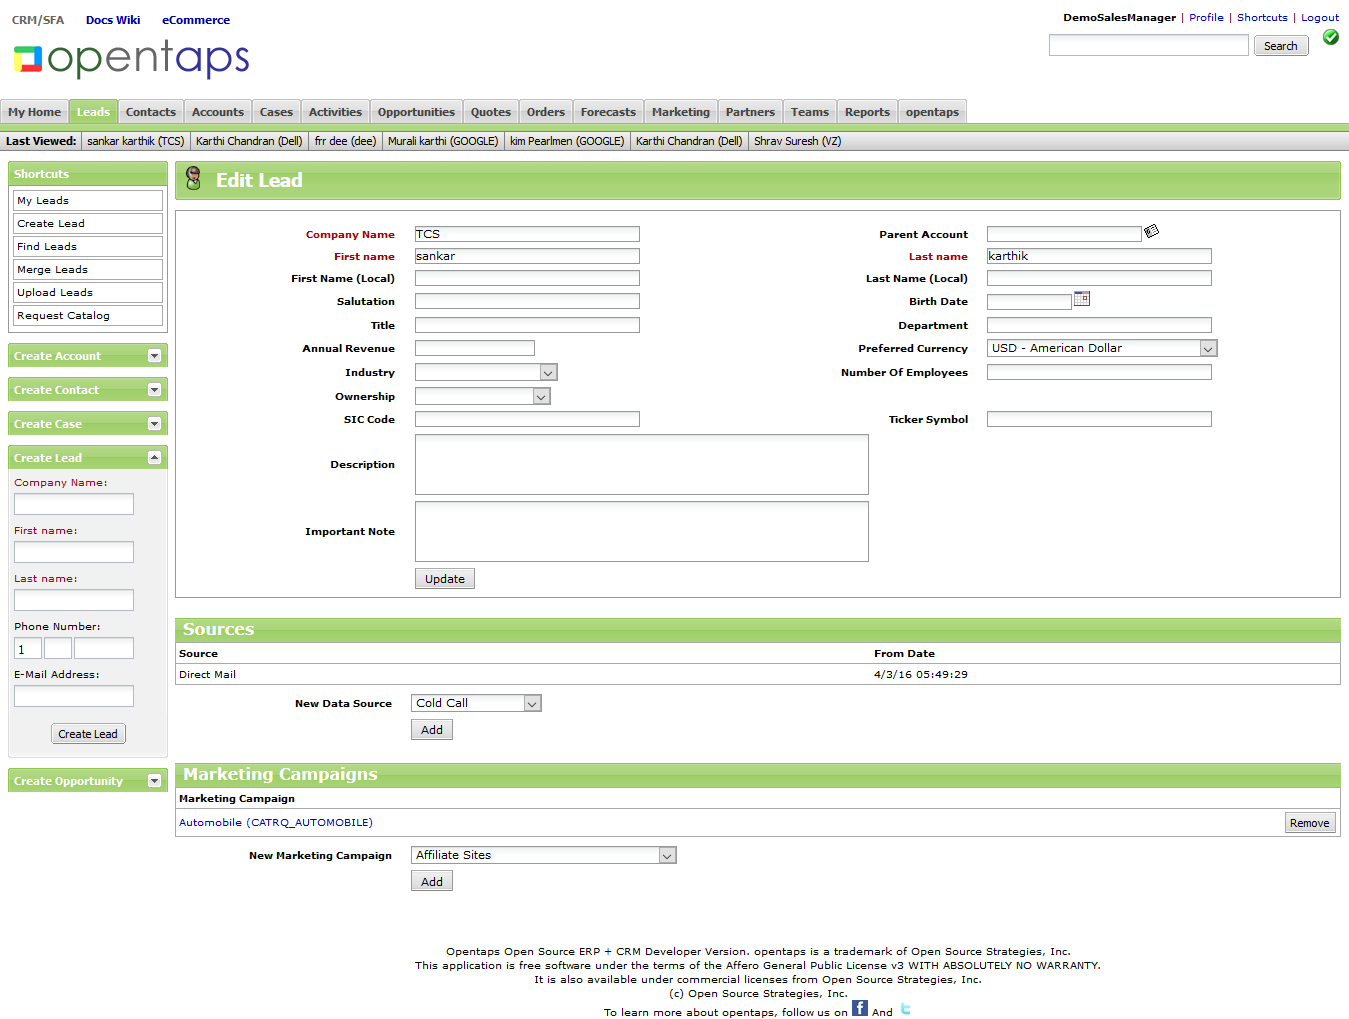 CRM/SFA Docs Wiki eCommerce
DemoSalesManager | Profile | Shortcuts | Logout
opentaps
Search
My Home Leads Contacts Accounts Cases Activities Opportunities Quotes Orders Forecasts Marketing Partners Teams Reports opentaps
Last Viewed: sankar karthik (TCS) Karthi Chandran (Dell) frr dee (dee) Murali karthi (GOOGLE) kim Pearlmen (GOOGLE) Karthi Chandran (Dell) Shrav Suresh (VZ)
Shortcuts
My Leads
Create Lead
Find Leads
Merge Leads
Upload Leads
Request Catalog
Create Account
Create Contact
Create Case
Create Lead
Company Name:
First name:
Last name:
Phone Number:
1
E-Mail Address:
Create Lead
Create Opportunity
Edit Lead
Company Name TCS Parent Account
First name sankar Last name karthik
First Name (Local) Last Name (Local)
Salutation Birth Date
Title Department
Annual Revenue Preferred Currency USD - American Dollar
Industry Number Of Employees
Ownership
SIC Code Ticker Symbol
Description
Important Note
Update
Sources
Source From Date
Direct Mail 4/3/16 05:49:29
New Data Source Cold Call
Add
Marketing Campaigns
Marketing Campaign
Automobile (CATRQ_AUTOMOBILE) Remove
New Marketing Campaign Affiliate Sites
Add
Opentaps Open Source ERP + CRM Developer Version. opentaps is a trademark of Open Source Strategies, Inc.
This application is free software under the terms of the Affero General Public License v3 WITH ABSOLUTELY NO WARRANTY.
It is also available under commercial licenses from Open Source Strategies, Inc.
(c) Open Source Strategies, Inc.
To learn more about opentaps, follow us on f And t